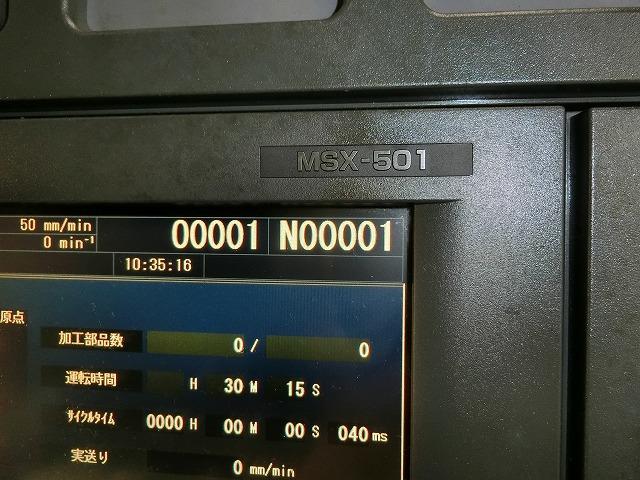 MSX-501
50 mm/min
0 min⁻¹
00001 N00001
10:35:16
原点
加工部品数 0 / 0
運転時間 H 30 M 15 S
ｻｲｸﾙﾀｲﾑ 0000 H 00 M 00 S 040 ms
実送り 0 mm/min